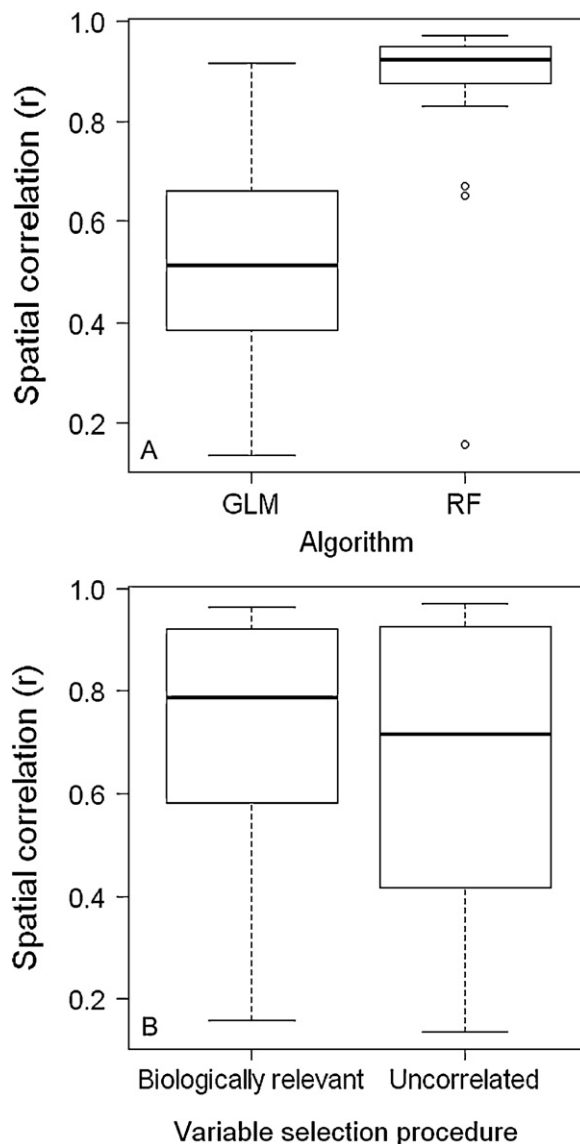 Spatial correlation (r)
1.0
0.8
0.6
0.4
0.2
A
GLM RF
Algorithm
Spatial correlation (r)
1.0
0.8
0.6
0.4
0.2
B
Biologically relevant Uncorrelated
Variable selection procedure